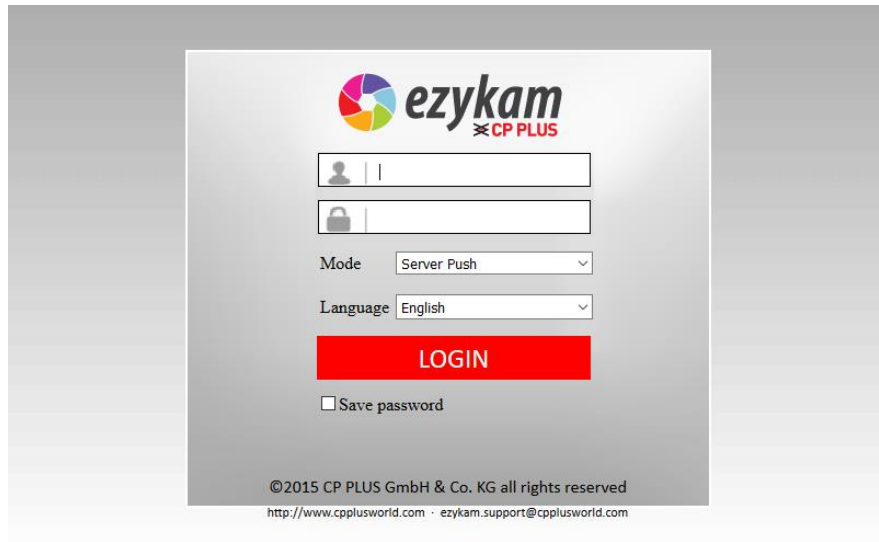 ezykam
CP PLUS
Mode Server Push
Language English
LOGIN
Save password
©2015 CP PLUS GmbH & Co. KG all rights reserved
http://www.cpplusworld.com · ezykam.support@cpplusworld.com